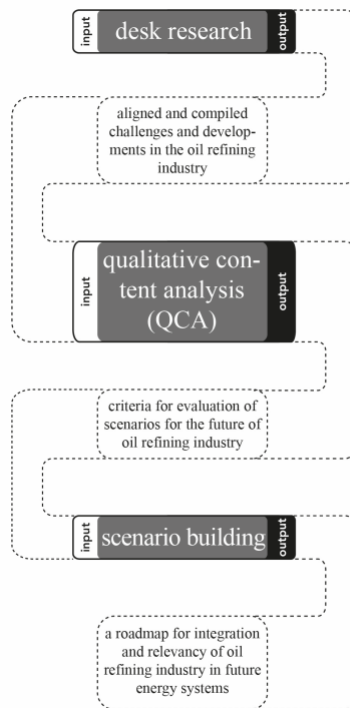 input
desk research
output
aligned and compiled
challenges and develop-
ments in the oil refining
industry
input
qualitative con-
tent analysis
(QCA)
output
criteria for evaluation of
scenarios for the future of
oil refining industry
input
scenario building
output
a roadmap for integration
and relevancy of oil
refining industry in future
energy systems